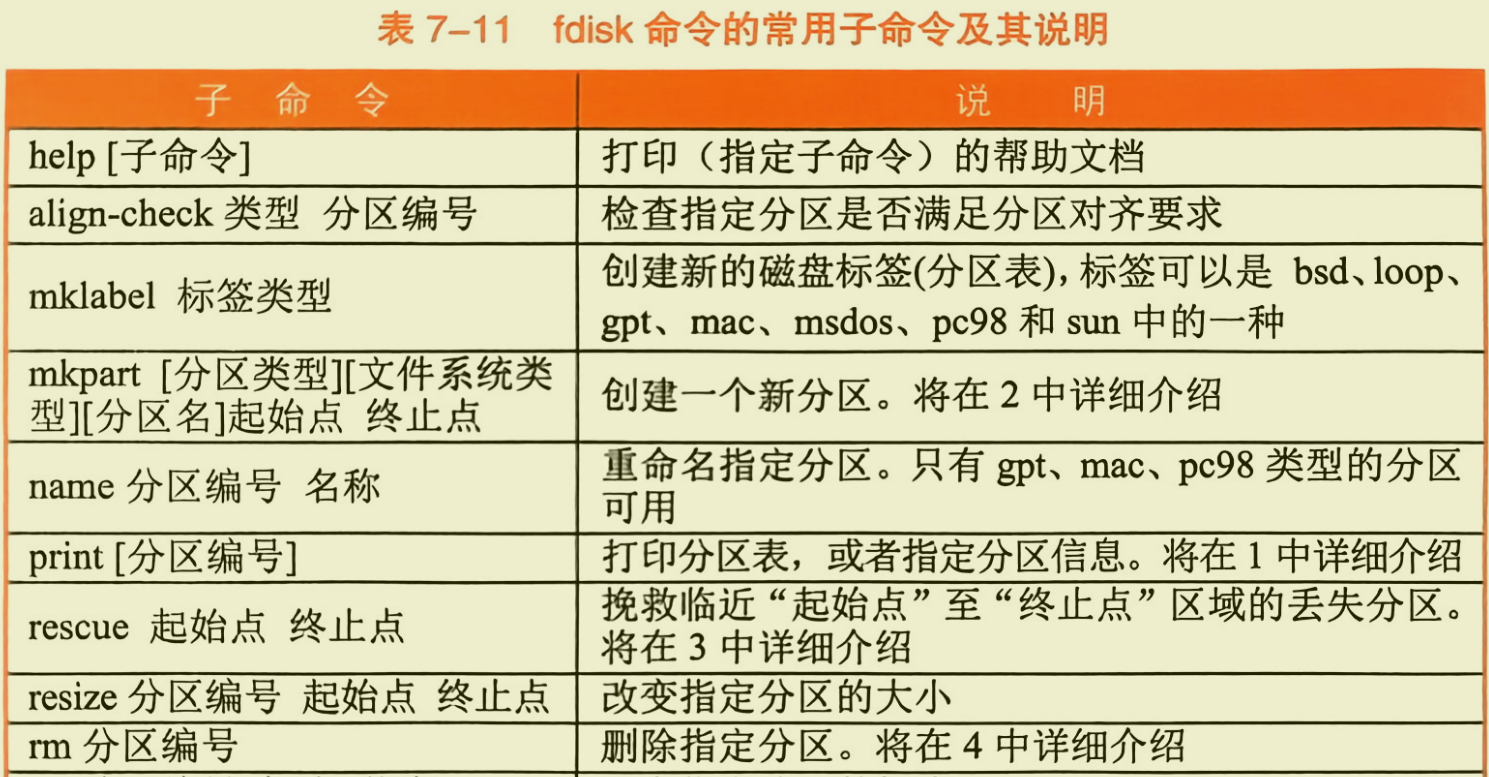 表 7–11 fdisk 命令的常用子命令及其说明
子 命 令 说 明
help [子命令] 打印（指定子命令）的帮助文档
align-check 类型 分区编号 检查指定分区是否满足分区对齐要求
mklabel 标签类型 创建新的磁盘标签(分区表), 标签可以是 bsd、loop、
gpt、mac、msdos、pc98 和 sun 中的一种
mkpart [分区类型][文件系统类
型][分区名]起始点 终止点 创建一个新分区。将在 2 中详细介绍
name 分区编号 名称 重命名指定分区。只有 gpt、mac、pc98 类型的分区
可用
print [分区编号] 打印分区表，或者指定分区信息。将在 1 中详细介绍
rescue 起始点 终止点 挽救临近“起始点”至“终止点”区域的丢失分区。
将在 3 中详细介绍
resize 分区编号 起始点 终止点 改变指定分区的大小
rm 分区编号 删除指定分区。将在 4 中详细介绍